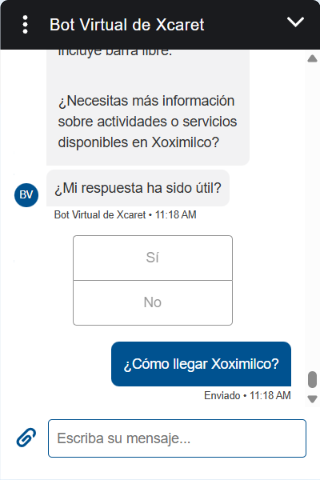 Bot Virtual de Xcaret
incluye barra libre.
¿Necesitas más información
sobre actividades o servicios
disponibles en Xoximilco?
¿Mi respuesta ha sido útil?
BV
Bot Virtual de Xcaret • 11:18 AM
Sí
No
¿Cómo llegar Xoximilco?
Enviado • 11:18 AM
Escriba su mensaje...